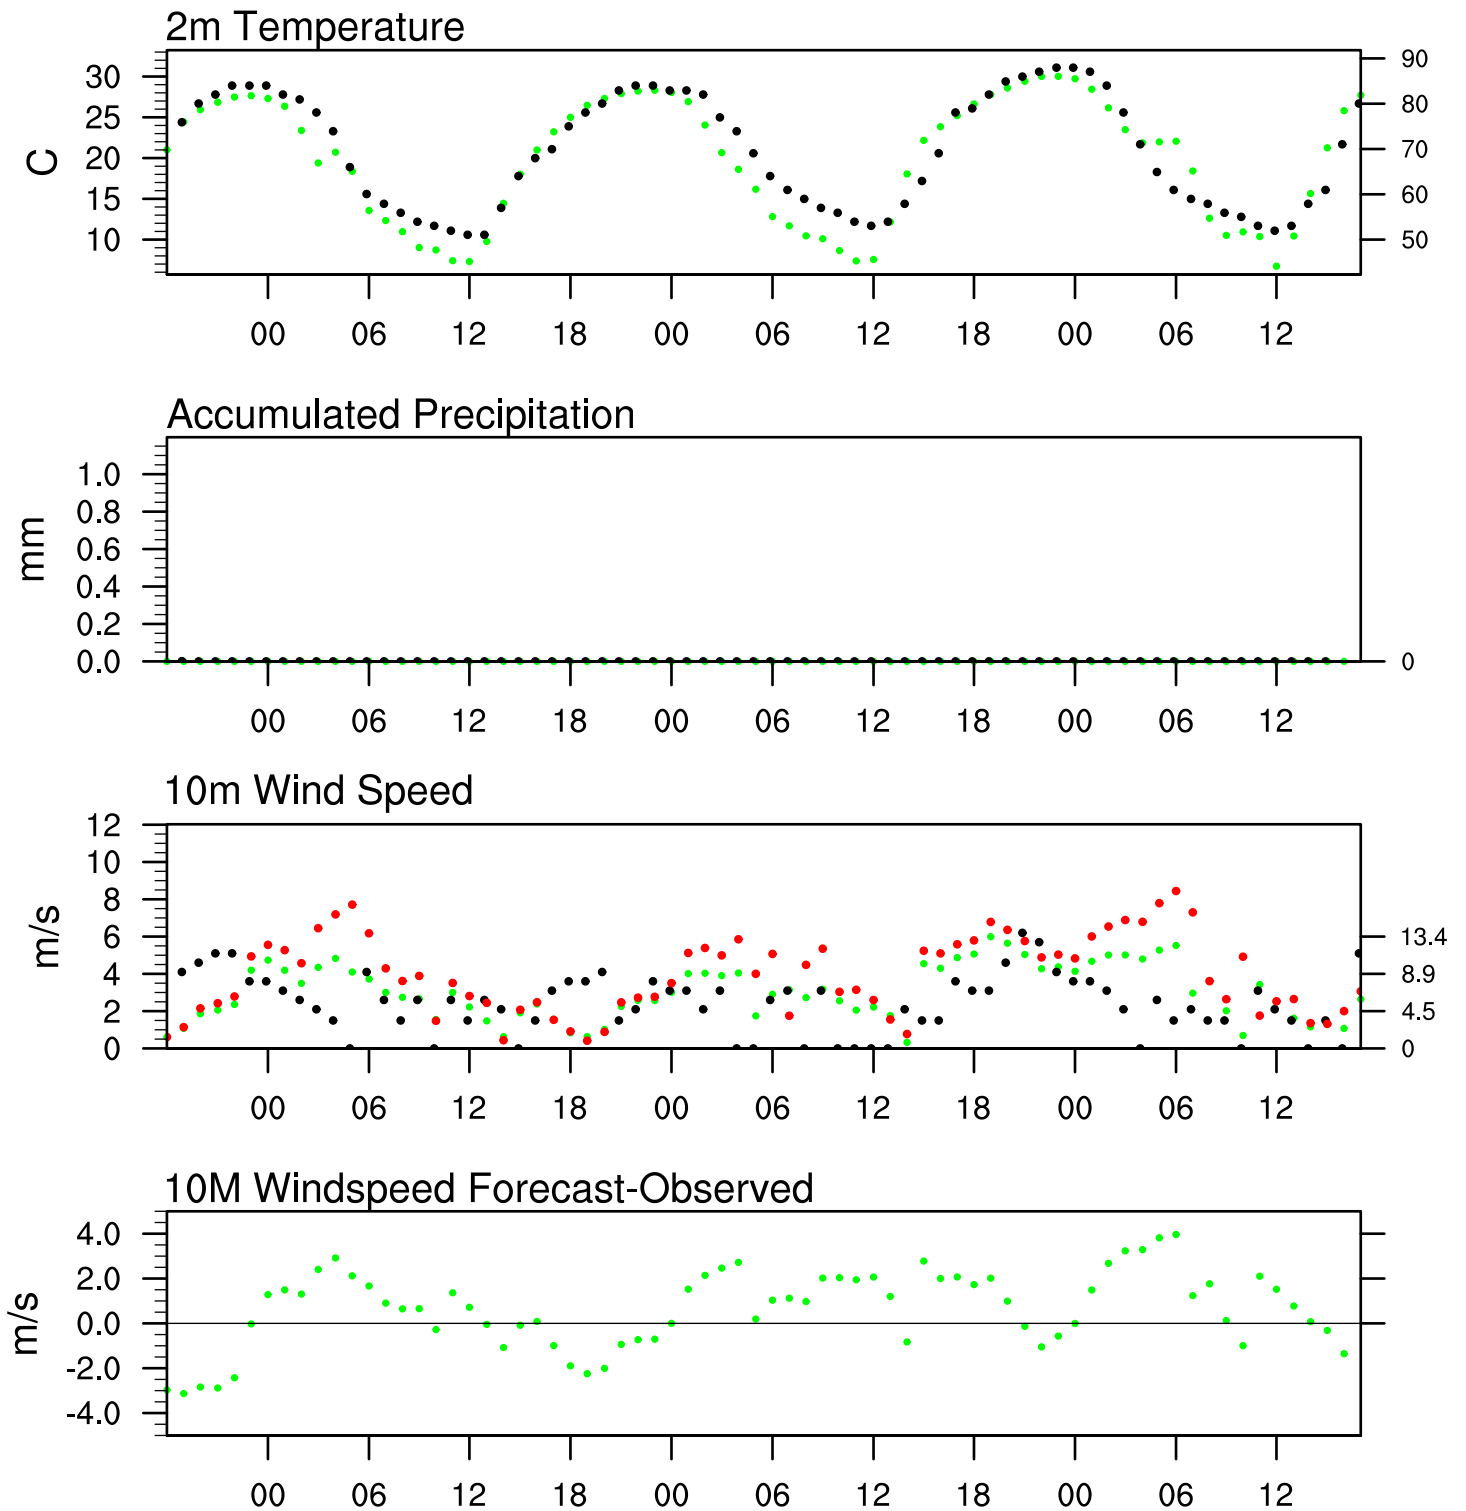 2m Temperature
30
25
20
15
10
C
90
80
70
60
50
00 06 12 18 00 06 12 18 00 06 12
Accumulated Precipitation
1.0
0.8
0.6
0.4
0.2
0.0
mm
0
00 06 12 18 00 06 12 18 00 06 12
10m Wind Speed
12
10
8
6
4
2
0
m/s
13.4
8.9
4.5
0
00 06 12 18 00 06 12 18 00 06 12
10M Windspeed Forecast-Observed
4.0
2.0
0.0
-2.0
-4.0
m/s
00 06 12 18 00 06 12 18 00 06 12